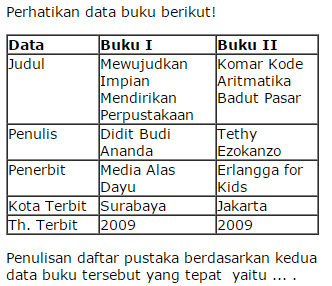 Perhatikan data buku berikut!
Data Buku I Buku II
Judul Mewujudkan Komar Kode
Impian Aritmatika
Mendirikan Badut Pasar
Perpustakaan
Penulis Didit Budi Tethy
Ananda Ezokanzo
Penerbit Media Alas Erlangga for
Dayu Kids
Kota Terbit Surabaya Jakarta
Th. Terbit 2009 2009
Penulisan daftar pustaka berdasarkan kedua
data buku tersebut yang tepat yaitu ... .